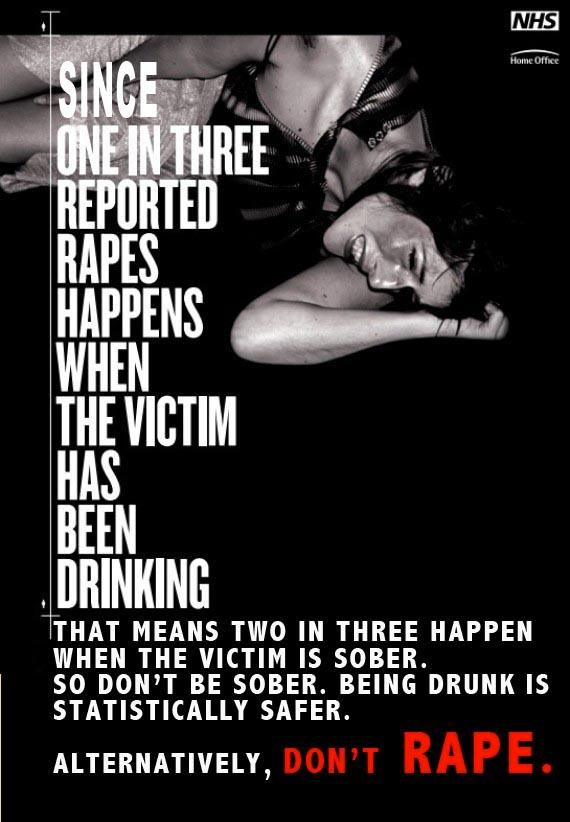 NHS
Home Office
SINCE
ONE IN THREE
REPORTED
RAPES
HAPPENS
WHEN
THE VICTIM
HAS
BEEN
DRINKING
THAT MEANS TWO IN THREE HAPPEN
WHEN THE VICTIM IS SOBER.
SO DON'T BE SOBER. BEING DRUNK IS
STATISTICALLY SAFER.
ALTERNATIVELY, DON'T RAPE.